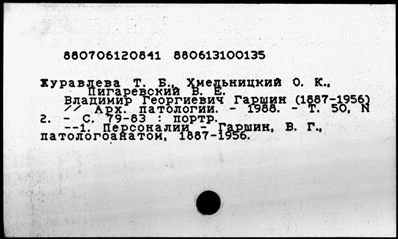 880706120841 880613100135
Журавлева Т. Б., Хмельницкий О. К.,
Пигаревский В. Е.
Владимир Георгиевич Гаршин (1887-1956)
// Арх. патологии. - 1988. - Т. 50, N
2. - С. 79-83 : портр.
--1. Персоналии - Гаршин, В. Г.,
патологоанатом, 1887-1956.